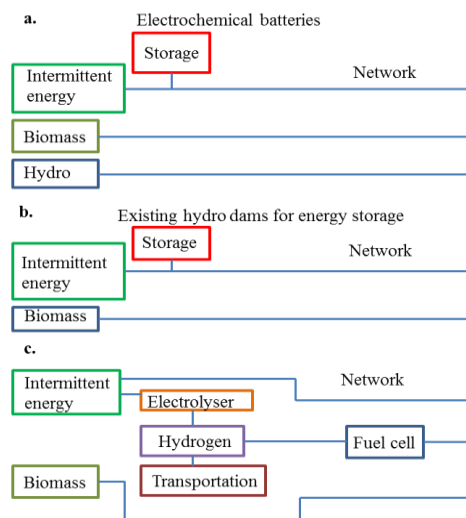 a.
Electrochemical batteries
Storage
Intermittent
energy
Network
Biomass
Hydro
b.
Existing hydro dams for energy storage
Storage
Network
Intermittent
energy
Biomass
c.
Intermittent
energy
Network
Electrolyser
Hydrogen
Fuel cell
Biomass
Transportation